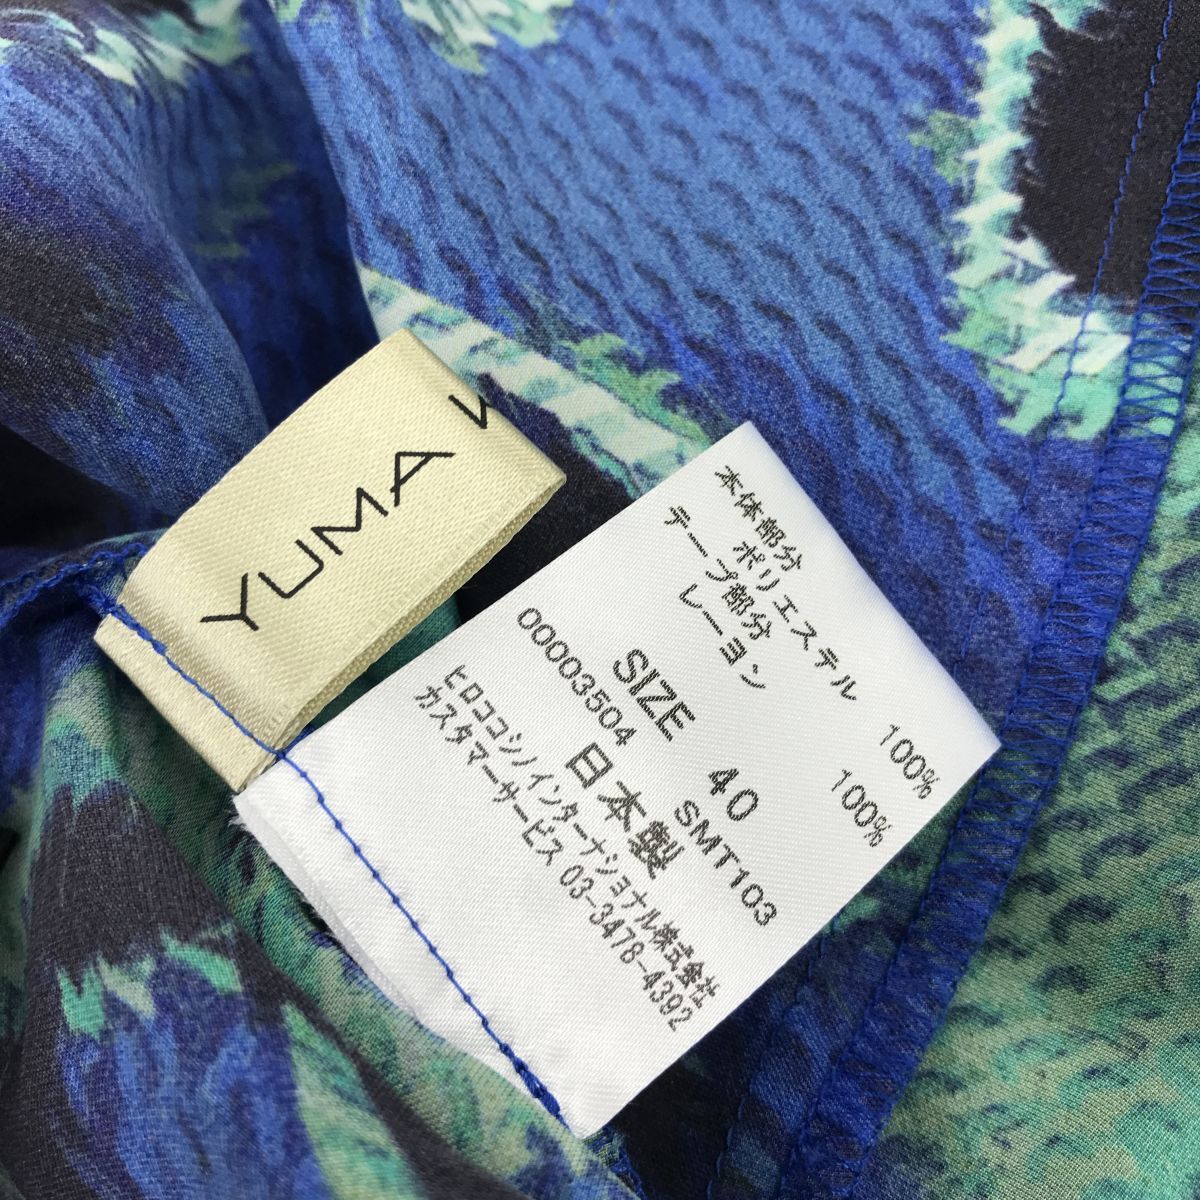 YUMA
本体部分
ポリエステル 100%
テープ部分
レーヨン 100%
SIZE 40
00003504 SMT103
日本製
ヒロココシノインターナショナル株式会社
カスタマーサービス 03-3478-4392